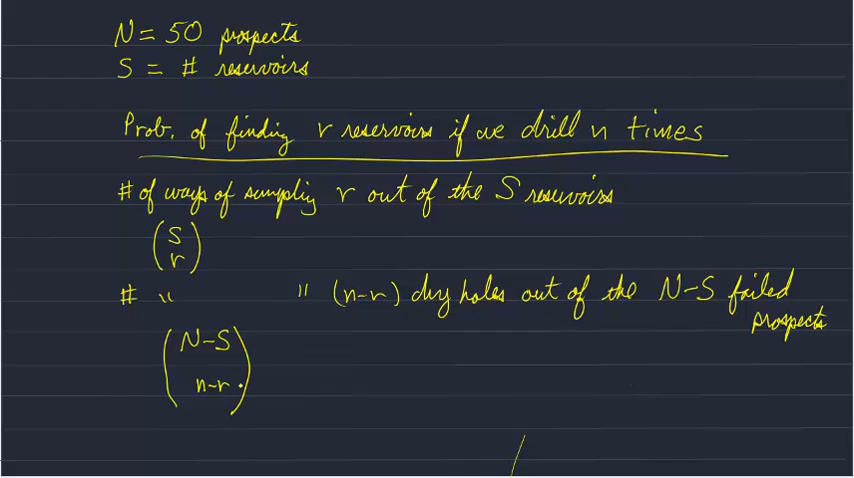 N = 50 prospects
S = # reservoirs
Prob. of finding r reservoirs if we drill n times
# of ways of sampling r out of the S reservoirs
(S
r)
# " " (n-r) dry holes out of the N-S failed
prospects
(N-S
n-r)